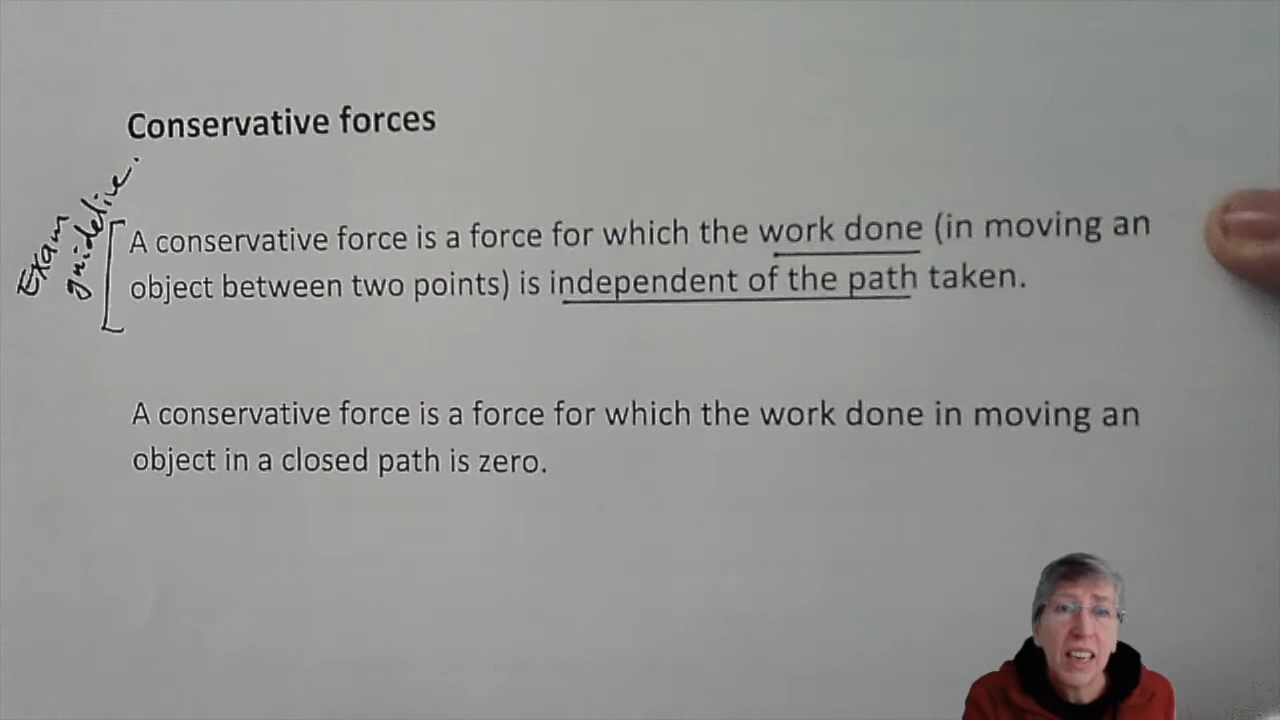 Conservative forces
Exam
guideline.
A conservative force is a force for which the work done (in moving an
object between two points) is independent of the path taken.
A conservative force is a force for which the work done in moving an
object in a closed path is zero.